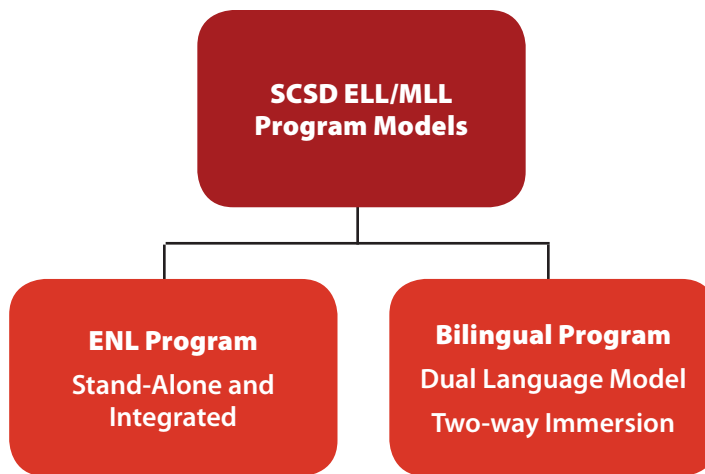 SCSD ELL/MLL
Program Models
ENL Program
Stand-Alone and
Integrated
Bilingual Program
Dual Language Model
Two-way Immersion